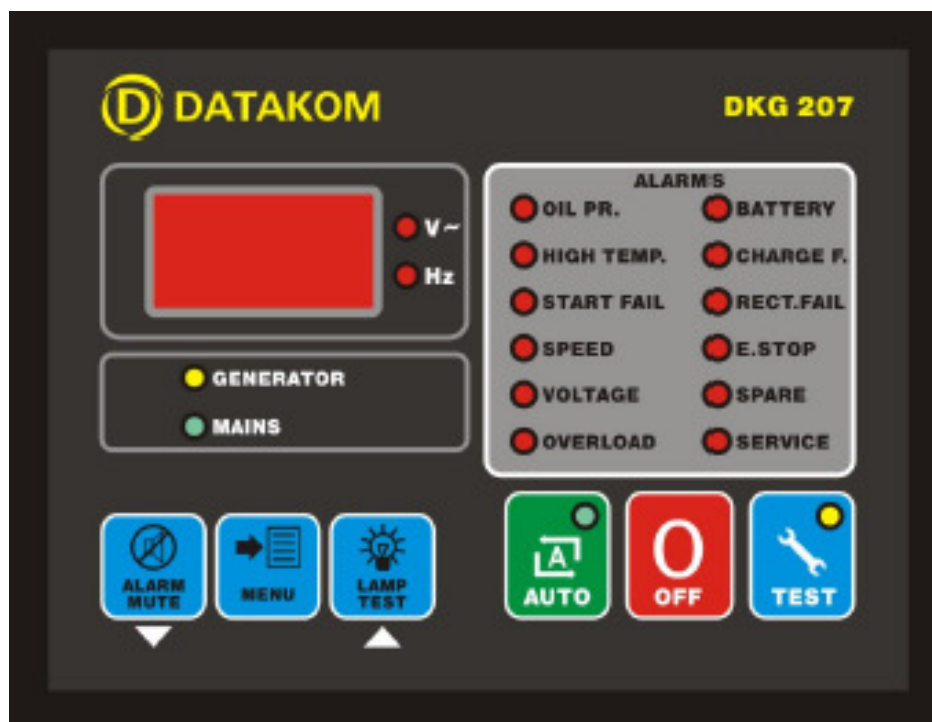 DATAKOM
DKG 207
V~
Hz
GENERATOR
MAINS
ALARMS
OIL PR.
BATTERY
HIGH TEMP.
CHARGE F.
START FAIL
RECT.FAIL
SPEED
E.STOP
VOLTAGE
SPARE
OVERLOAD
SERVICE
ALARM
MUTE
MENU
LAMP
TEST
A
AUTO
O
OFF
TEST